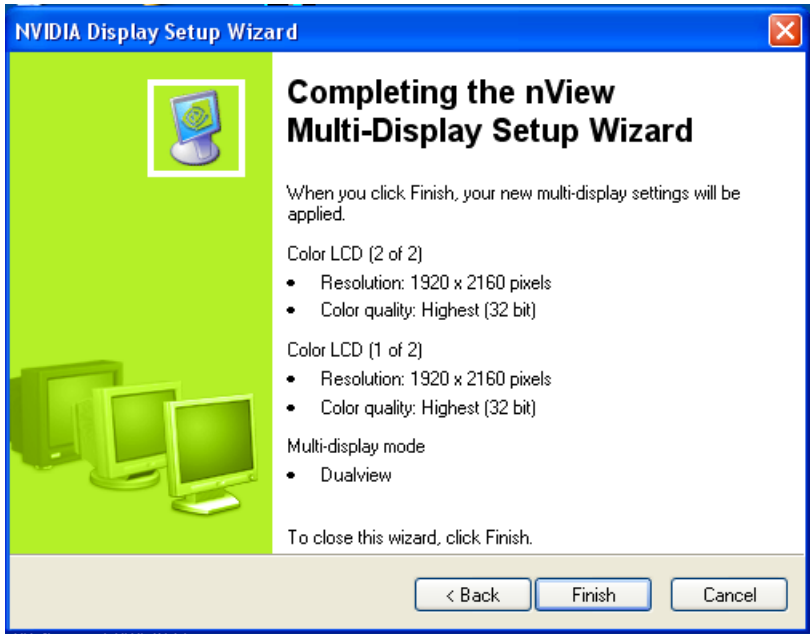 NVIDIA Display Setup Wizard
Completing the nView
Multi-Display Setup Wizard
When you click Finish, your new multi-display settings will be
applied.
Color LCD (2 of 2)
• Resolution: 1920 x 2160 pixels
• Color quality: Highest (32 bit)
Color LCD (1 of 2)
• Resolution: 1920 x 2160 pixels
• Color quality: Highest (32 bit)
Multi-display mode
• Dualview
To close this wizard, click Finish.
< Back Finish Cancel